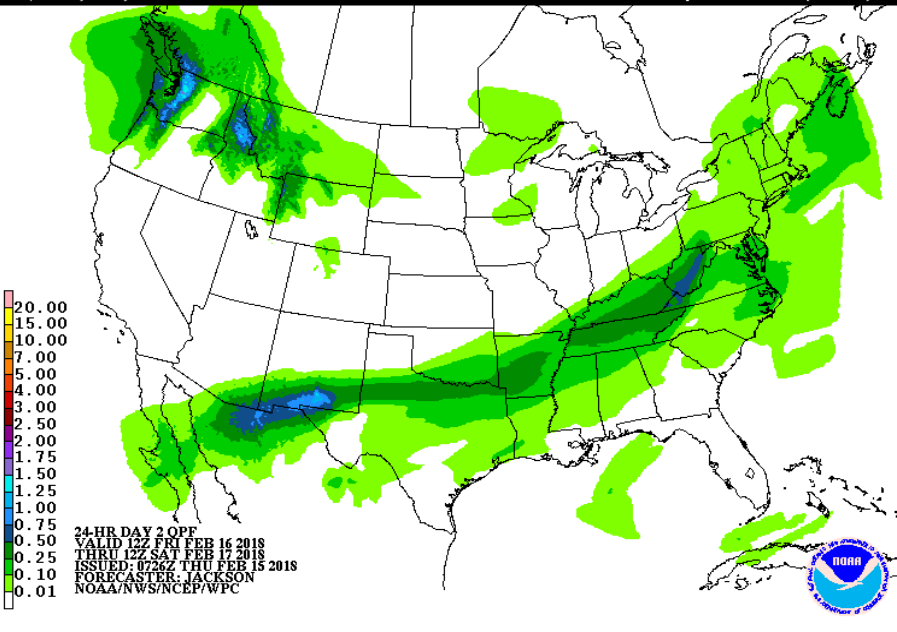 20.00
15.00
10.00
7.00
5.00
4.00
3.00
2.50
2.00
1.75
1.50
1.25
1.00
0.75
0.50
0.25
0.10
0.01
24-HR DAY 2 QPF
VALID 12Z FRI FEB 16 2018
THRU 12Z SAT FEB 17 2018
ISSUED: 0726Z THU FEB 15 2018
FORECASTER: JACKSON
NOAA/NWS/NCEP/WPC
NOAA